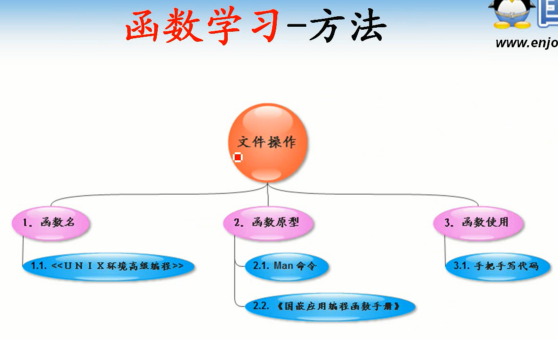 函数学习-方法
www.enjo
文件操作
1. 函数名
2. 函数原型
3. 函数使用
1.1. <<UNIX环境高级编程>>
2.1. Man 命令
3.1. 手把手写代码
2.2. 《国嵌应用编程函数手册》